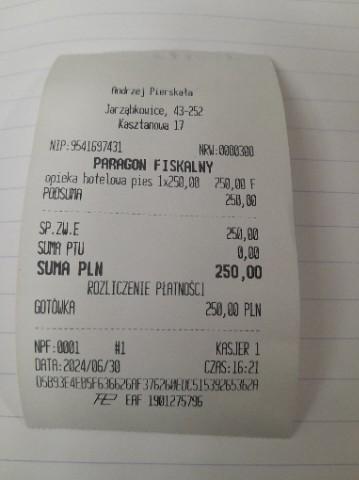 Andrzej Pierskała
Jarząbkowice, 43-252
Kasztanowa 17
NIP:9541697431 NRW:0000300
PARAGON FISKALNY
opieka hotelowa pies 1x250,00 250,00 F
PODSUMA 250,00
SP.ZW.E 250,00
SUMA PTU 0,00
SUMA PLN 250,00
ROZLICZENIE PŁATNOŚCI
GOTÓWKA 250,00 PLN
NPF:0001 #1 KASJER 1
DATA:2024/06/30 CZAS:16:21
EAF 1901275796